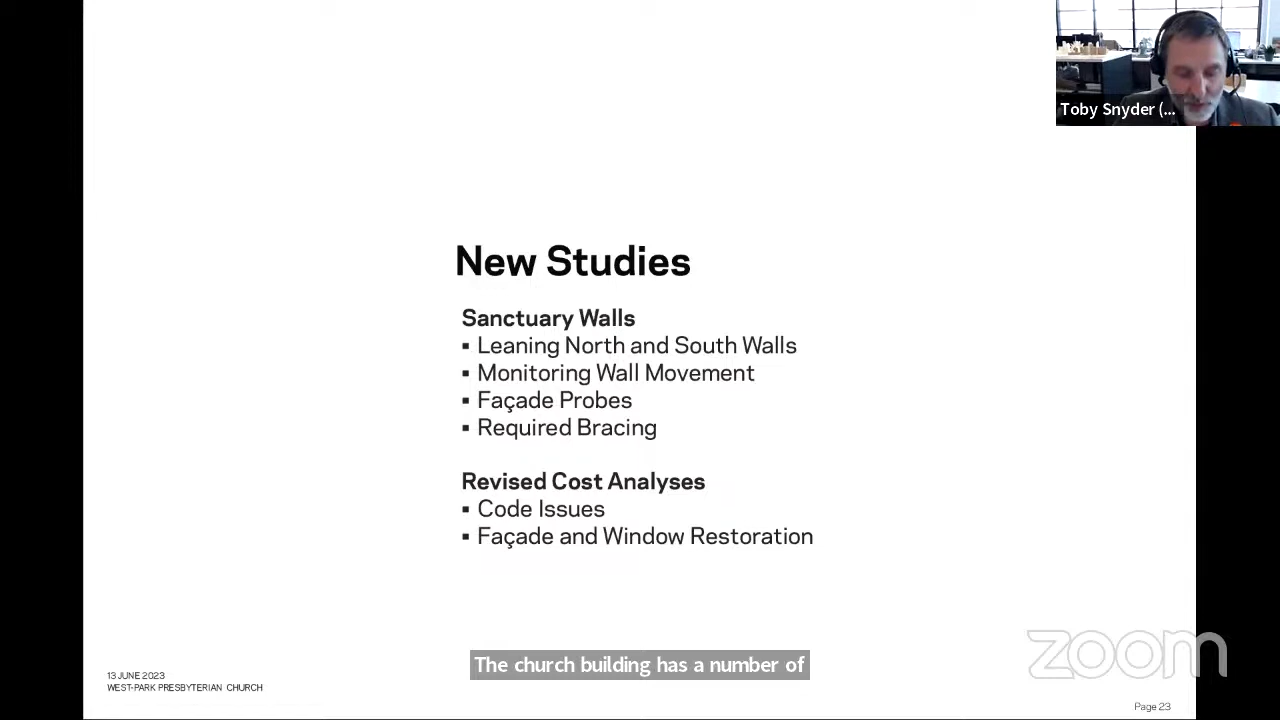 Toby Snyder (...
New Studies
Sanctuary Walls
▪ Leaning North and South Walls
▪ Monitoring Wall Movement
▪ Façade Probes
▪ Required Bracing
Revised Cost Analyses
▪ Code Issues
▪ Façade and Window Restoration
The church building has a number of
zoom
13 JUNE 2023
WEST-PARK PRESBYTERIAN CHURCH
Page 23